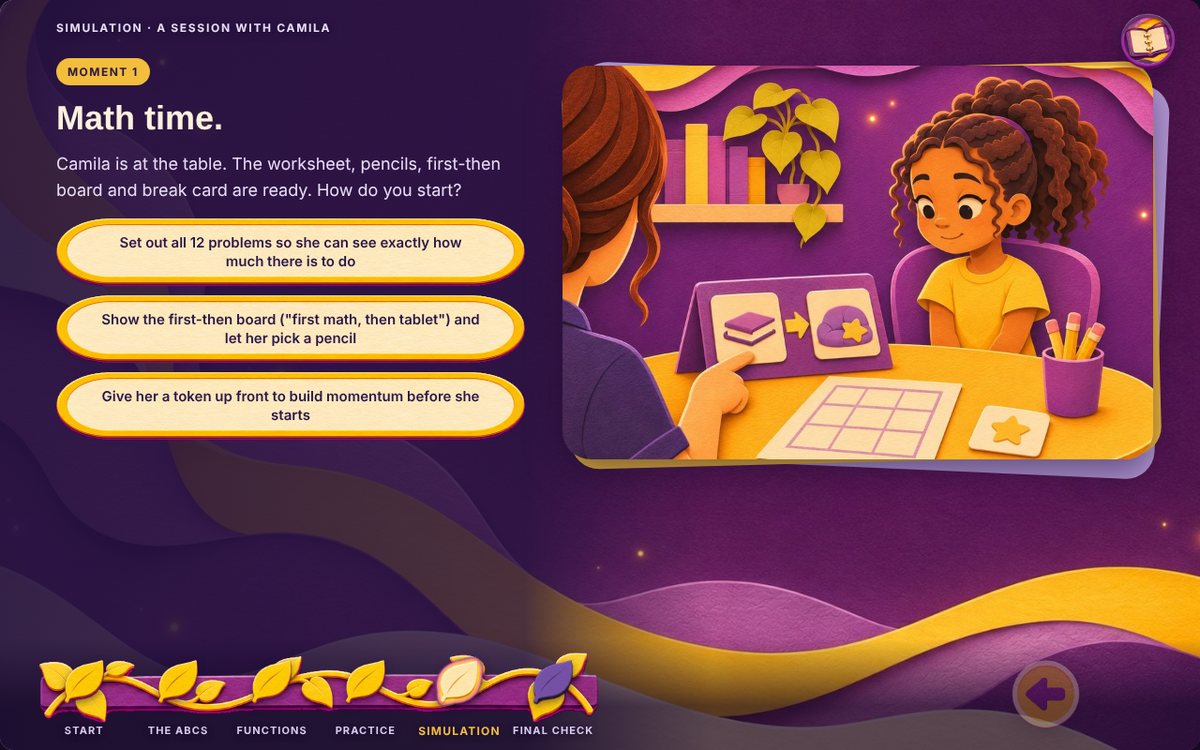 SIMULATION · A SESSION WITH CAMILA
MOMENT 1
Math time.
Camila is at the table. The worksheet, pencils, first-then
board and break card are ready. How do you start?
Set out all 12 problems so she can see exactly how
much there is to do
Show the first-then board ("first math, then tablet") and
let her pick a pencil
Give her a token up front to build momentum before she
starts
START THE ABCS FUNCTIONS PRACTICE SIMULATION FINAL CHECK